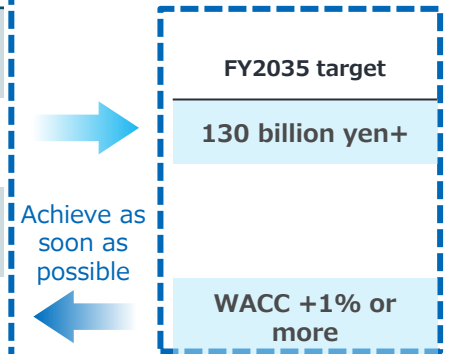 FY2035 target
130 billion yen+
Achieve as
soon as
possible
WACC +1% or
more